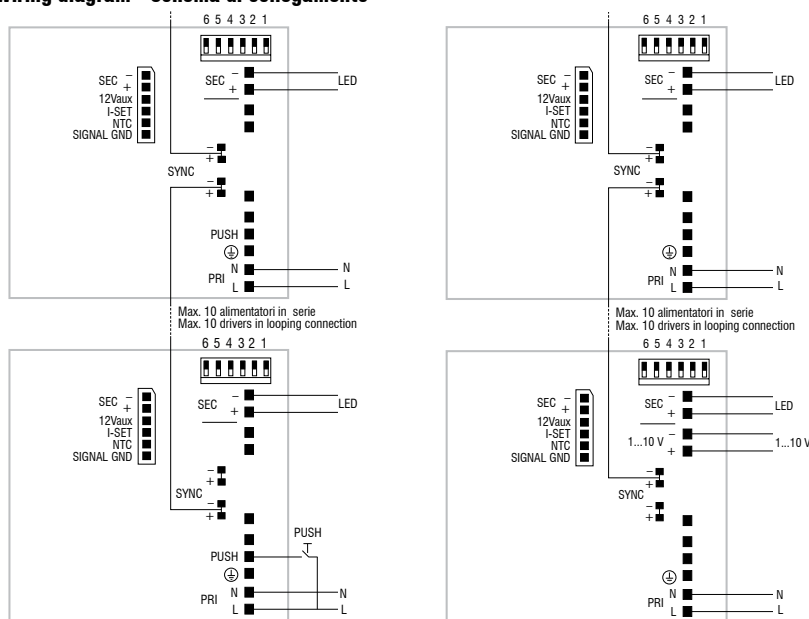 diagram - Schema di collegamento
6 5 4 3 2 1
SEC –
+
12Vaux
I-SET
NTC
SIGNAL GND
SEC –
+
LED
–
+
SYNC
–
+
PUSH
PRI
N
L
N
L
6 5 4 3 2 1
SEC –
+
12Vaux
I-SET
NTC
SIGNAL GND
SEC –
+
LED
–
+
SYNC
–
+
PRI
N
L
N
L
Max. 10 alimentatori in serie
Max. 10 drivers in looping connection
Max. 10 alimentatori in serie
Max. 10 drivers in looping connection
6 5 4 3 2 1
SEC –
+
12Vaux
I-SET
NTC
SIGNAL GND
SEC –
+
LED
–
+
SYNC
–
+
PUSH
PUSH
PRI
N
L
N
L
6 5 4 3 2 1
SEC –
+
12Vaux
I-SET
NTC
SIGNAL GND
SEC –
+
LED
1...10 V –
+
1...10 V
–
+
SYNC
–
+
PRI
N
L
N
L